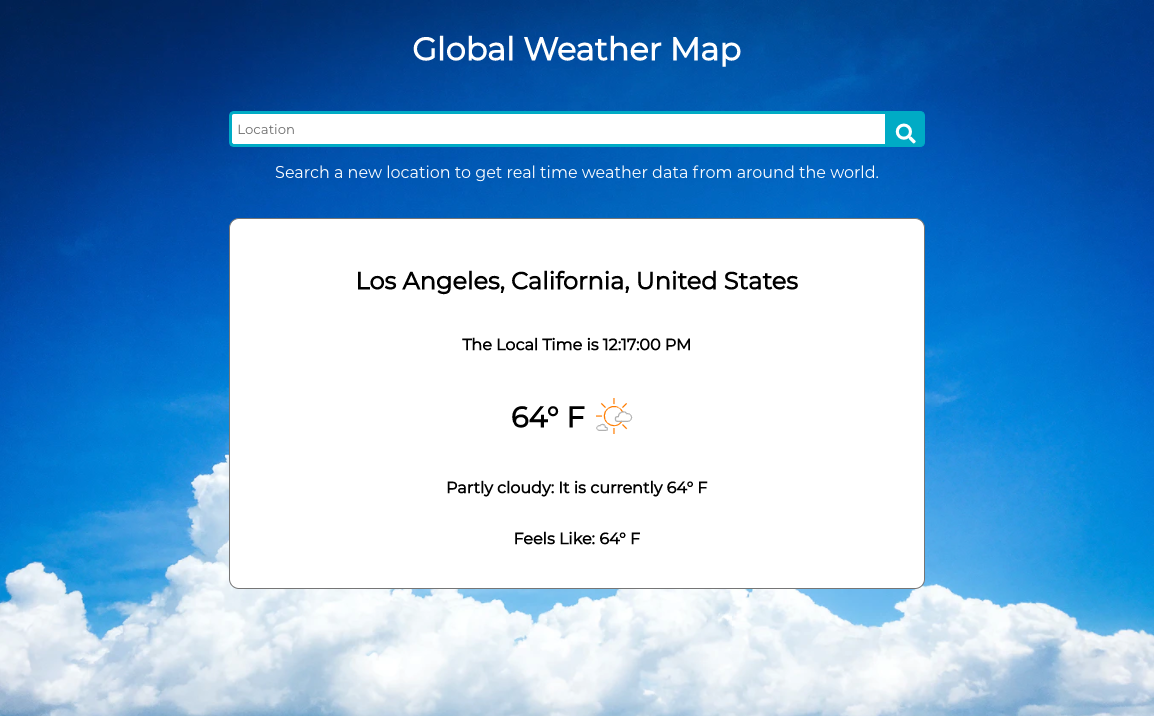 Global Weather Map
Location
Search a new location to get real time weather data from around the world.
Los Angeles, California, United States
The Local Time is 12:17:00 PM
64° F
Partly cloudy: It is currently 64° F
Feels Like: 64° F